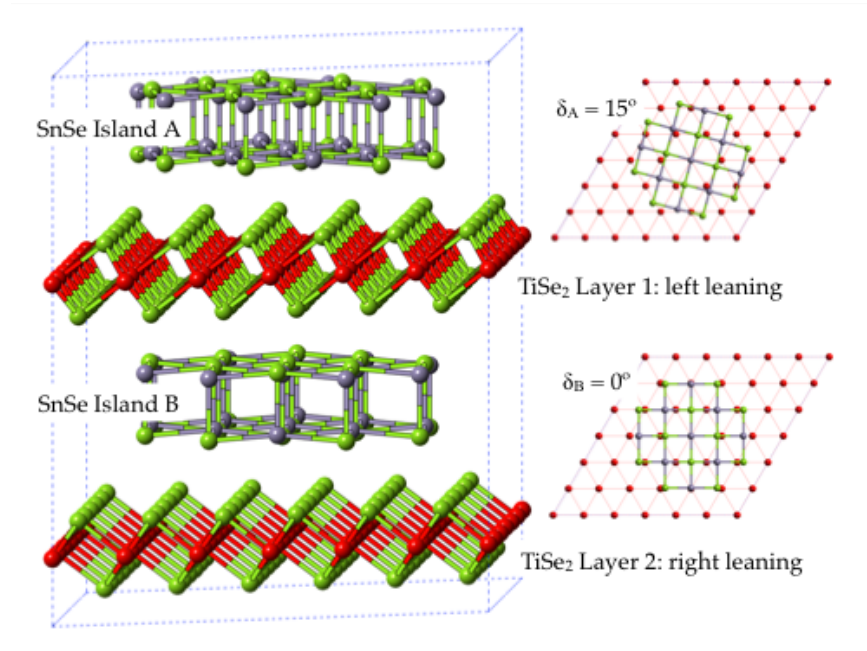 SnSe Island A
δA = 15°
TiSe₂ Layer 1: left leaning
SnSe Island B
δB = 0°
TiSe₂ Layer 2: right leaning